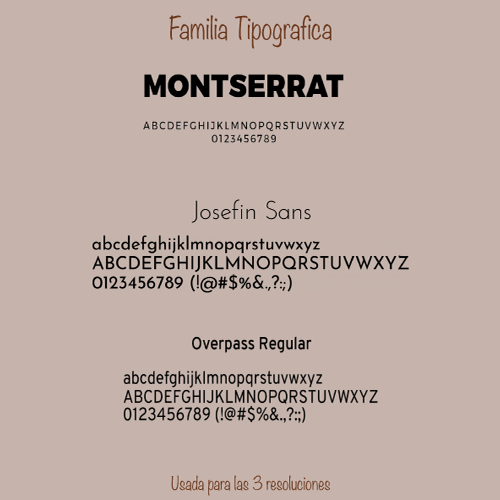 Familia Tipografica
MONTSERRAT
ABCDEFGHIJKLMNOPQRSTUVWXYZ
0123456789
Josefin Sans
abcdefghijklmnopqrstuvwxyz
ABCDEFGHIJKLMNOPQRSTUVWXYZ
0123456789 (!@#$%&.,?:;)
Overpass Regular
abcdefghijklmnopqrstuvwxyz
ABCDEFGHIJKLMNOPQRSTUVWXYZ
0123456789 (!@#$%&.,?:;)
Usada para las 3 resoluciones